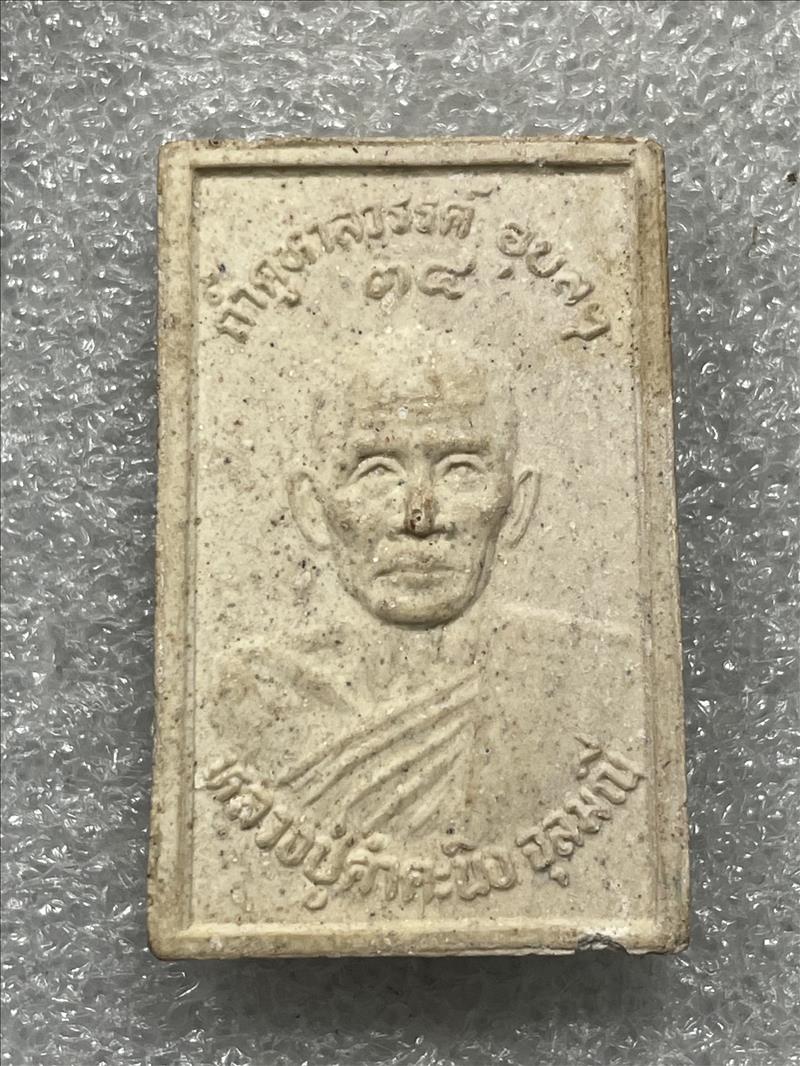 ถ้ำคูหาสวรรค์ อุบลฯ
๓๘
หลวงปู่คำคะนิง จุลมณี